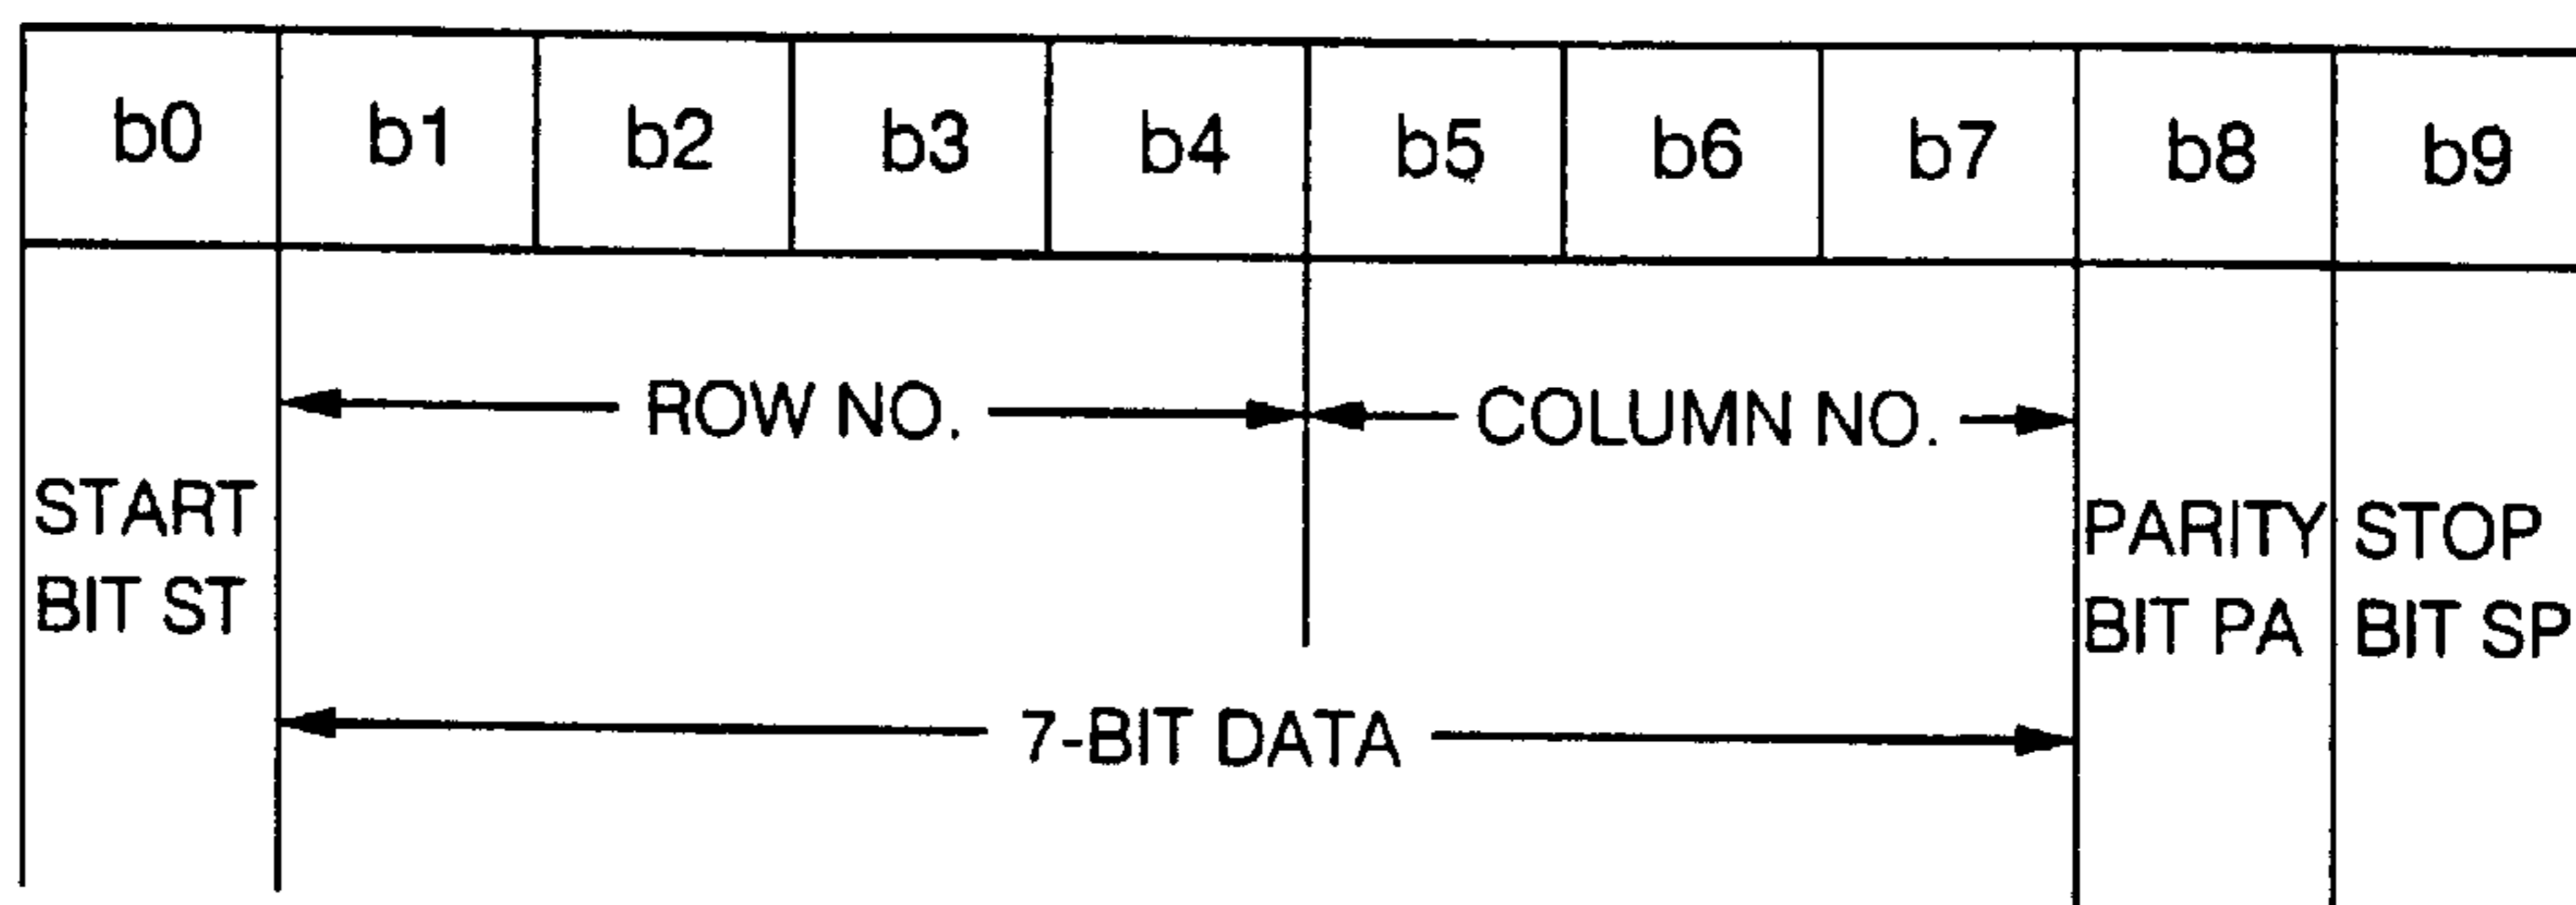 b0 b1 b2 b3 b4 b5 b6 b7 b8 b9
ROW NO. COLUMN NO.
START
BIT ST
PARITY
BIT PA
STOP
BIT SP
7-BIT DATA